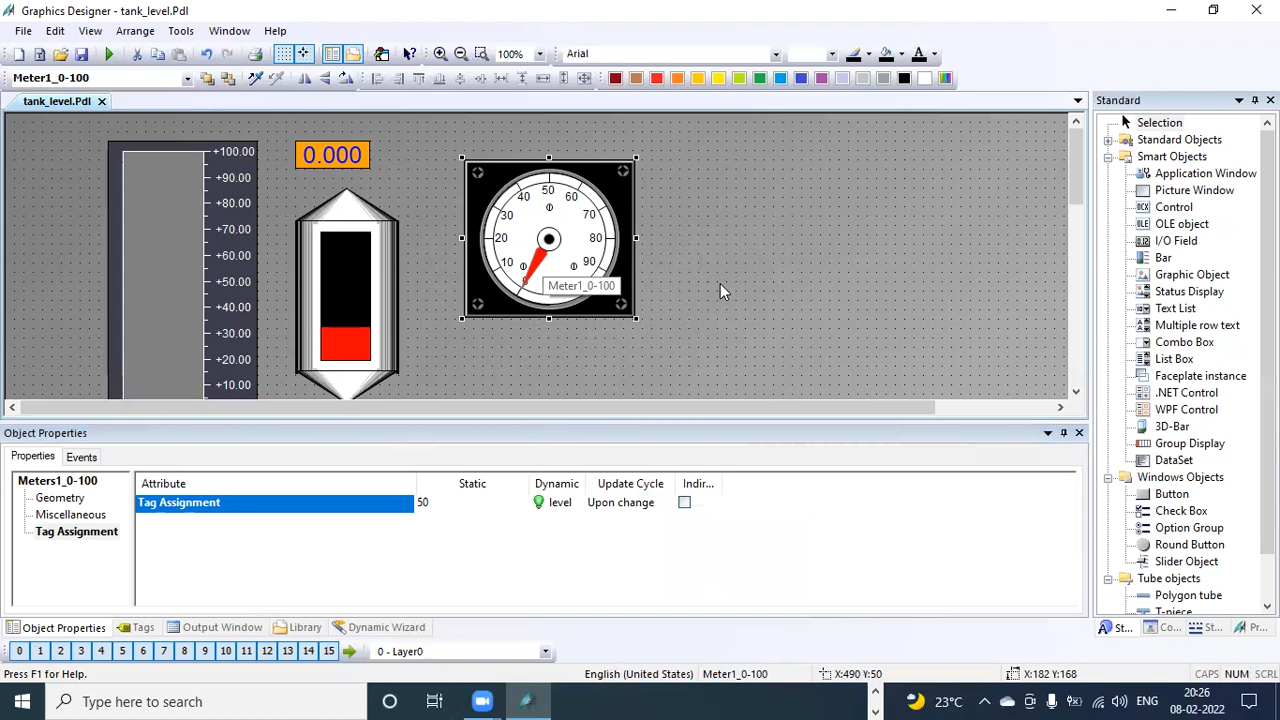 Graphics Designer - tank_level.Pdl
File Edit View Arrange Tools Window Help
100% Arial
Meter1_0-100
tank_level.Pdl
+100.00
+90.00
+80.00
+70.00
+60.00
+50.00
+40.00
+30.00
+20.00
+10.00
0.000
50
40 60
30 70
20 80
10 90
Meter1_0-100
Standard
Selection
Standard Objects
Smart Objects
Application Window
Picture Window
OCX Control
OLE object
I/O Field
Bar
Graphic Object
Status Display
Text List
Multiple row text
Combo Box
List Box
Faceplate instance
.NET Control
WPF Control
3D-Bar
Group Display
DataSet
Windows Objects
Button
Check Box
Option Group
Round Button
Slider Object
Tube objects
Polygon tube
T-piece
St... Co... St... Pr...
Object Properties
Properties Events
Meters1_0-100
Geometry
Miscellaneous
Tag Assignment
Attribute Static Dynamic Update Cycle Indir...
Tag Assignment 50 level Upon change
Object Properties Tags Output Window Library Dynamic Wizard
0 1 2 3 4 5 6 7 8 9 10 11 12 13 14 15 0 - Layer0
Press F1 for Help. English (United States) Meter1_0-100 X:490 Y:50 X:182 Y:168 CAPS NUM SCRL
Type here to search 23°C ENG 20:26
08-02-2022